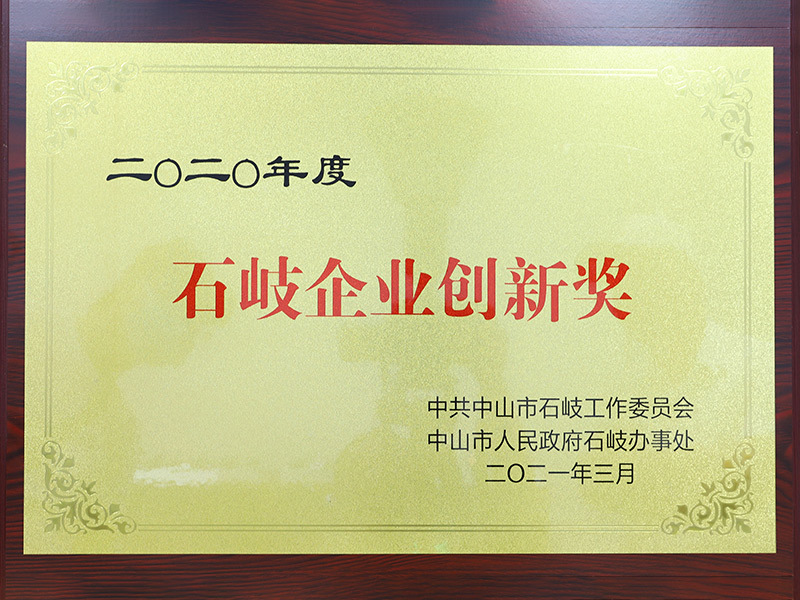 二〇二〇年度
石岐企业创新奖
中共中山市石岐工作委员会
中山市人民政府石岐办事处
二〇二一年三月